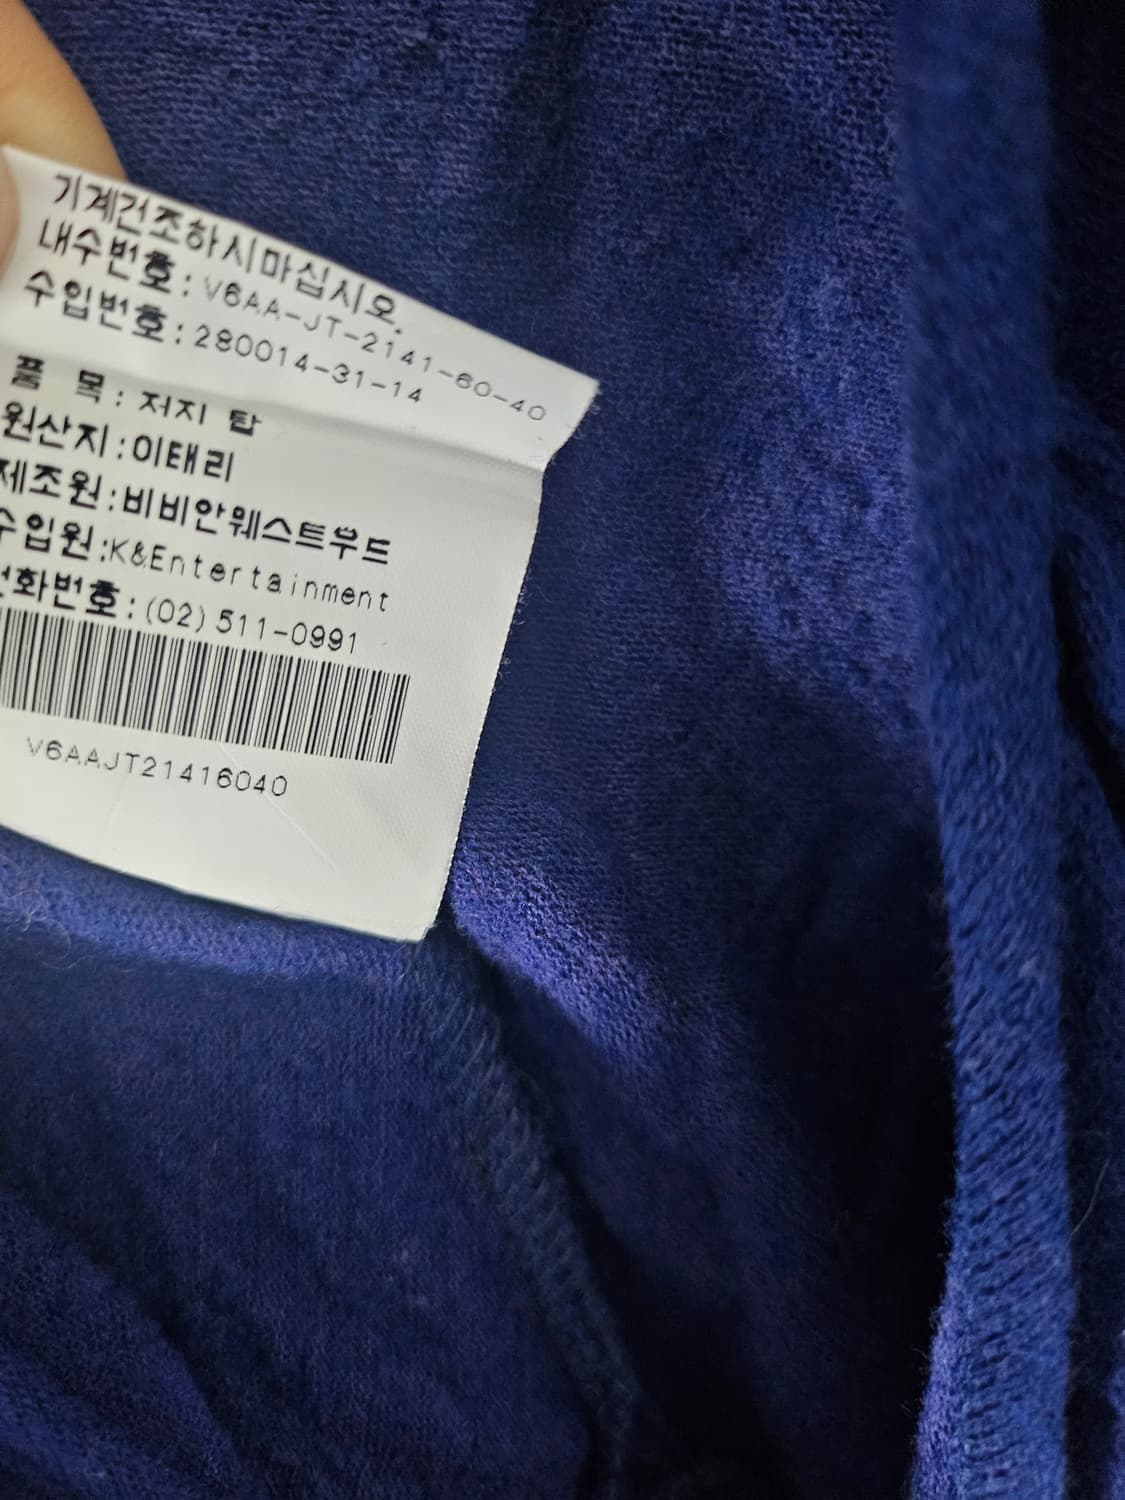 기계건조하시마십시오.
내수번호: V6AA-JT-2141-60-40
수입번호:280014-31-14
품 목: 저지 탑
원산지:이태리
제조원:비비안웨스트우드
수입원:K&Entertainment
전화번호:(02)511-0991
V6AAJT21416040